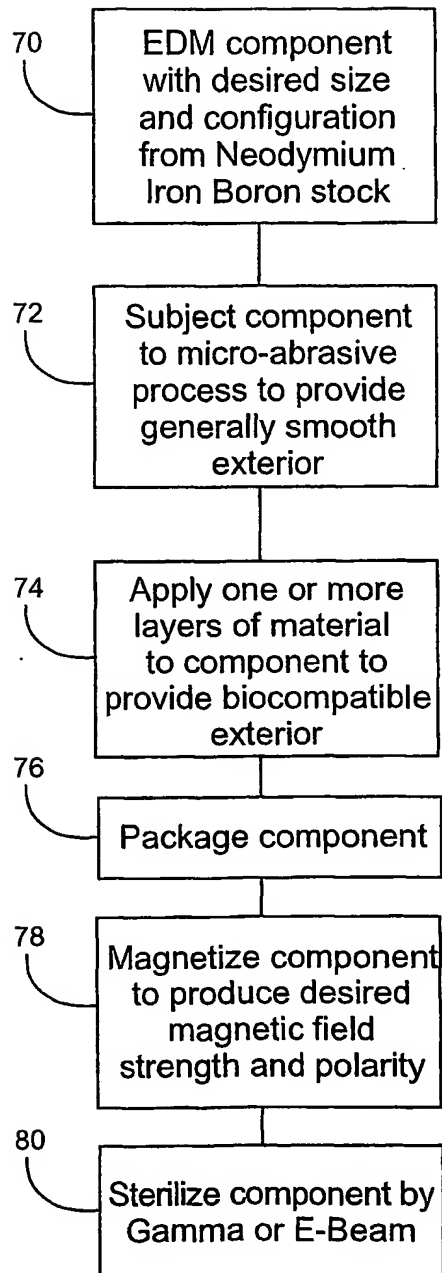 70
EDM component
with desired size
and configuration
from Neodymium
Iron Boron stock
72
Subject component
to micro-abrasive
process to provide
generally smooth
exterior
74
Apply one or more
layers of material
to component to
provide biocompatible
exterior
76
Package component
78
Magnetize component
to produce desired
magnetic field
strength and polarity
80
Sterilize component by
Gamma or E-Beam